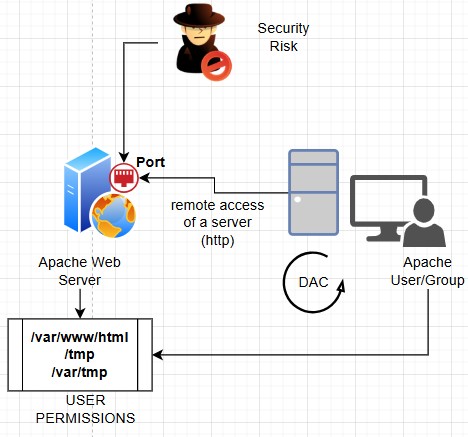 Security
Risk
Port
remote access
of a server
(http)
Apache Web
Server
DAC
Apache
User/Group
/var/www/html
/tmp
/var/tmp
USER
PERMISSIONS